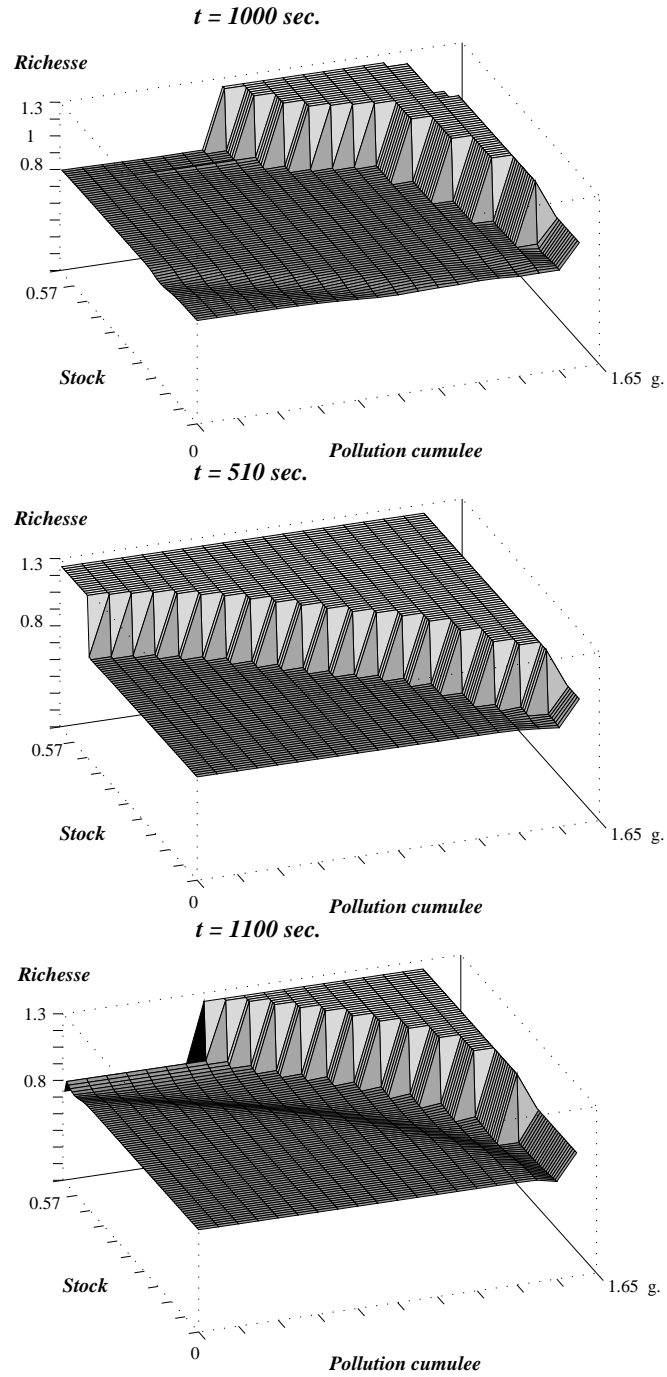 t = 1000 sec.
Richesse
1.3
1
0.8
0.57
Stock
0
1.65 g.
Pollution cumulee
t = 510 sec.
Richesse
1.3
0.8
0.57
Stock
0
1.65 g.
Pollution cumulee
t = 1100 sec.
Richesse
1.3
0.8
0.57
Stock
0
1.65 g.
Pollution cumulee